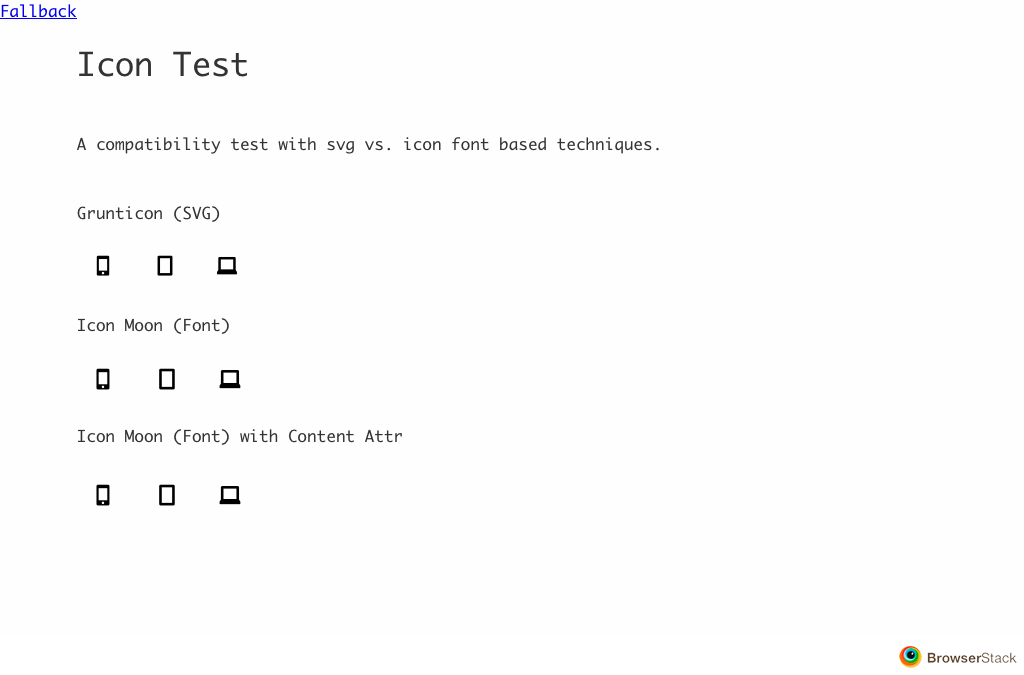 Fallback
Icon Test
A compatibility test with svg vs. icon font based techniques.
Grunticon (SVG)
Icon Moon (Font)
Icon Moon (Font) with Content Attr
BrowserStack